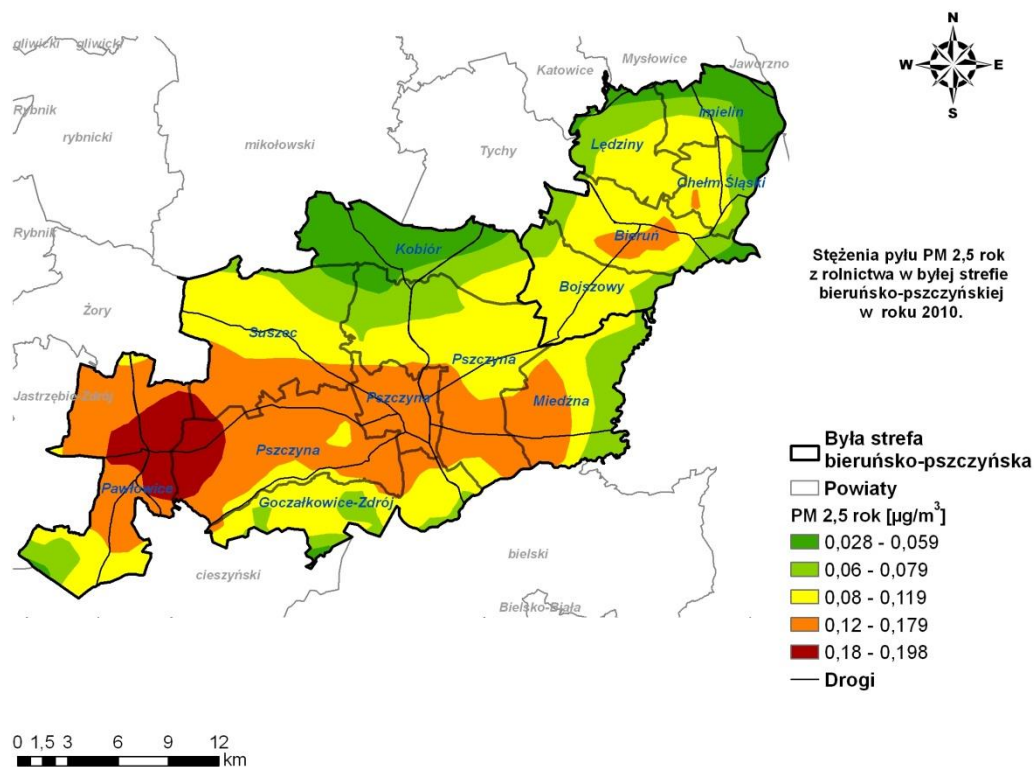 gliwicki gliwicki
N
W E
S
Mysłowice
Katowice
Jaworzno
Rybnik
rybnicki
mikołowski
Tychy
Imielin
Lędziny
Chełm Śląski
Rybnik
Kobiór
Bieruń
Stężenia pyłu PM 2,5 rok
z rolnictwa w byłej strefie
bieruńsko-pszczyńskiej
w roku 2010.
Bojszowy
Żory
Suszec
Pszczyna
Jastrzębie-Zdrój
Pszczyna
Miedźna
Pszczyna
Pawłowice
Goczałkowice-Zdrój
cieszyński
bielski
Bielsko-Biała
Była strefa
bieruńsko-pszczyńska
Powiaty
PM 2,5 rok [µg/m³]
0,028 - 0,059
0,06 - 0,079
0,08 - 0,119
0,12 - 0,179
0,18 - 0,198
Drogi
0 1,5 3 6 9 12
km